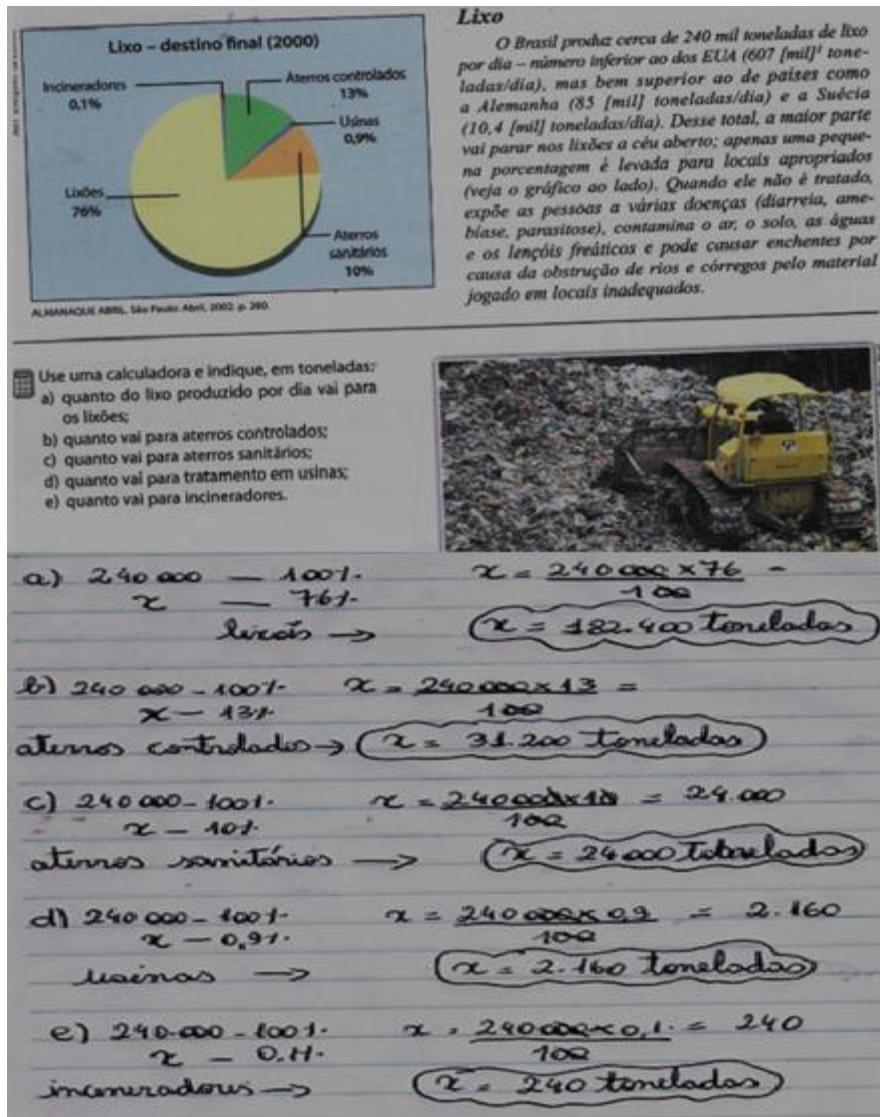 Lixo – destino final (2000)
Incineradores
0,1%
Aterros controlados
13%
Usinas
0,9%
Lixões
76%
Aterros
sanitários
10%
ALMANAQUE ABRIL. São Paulo: Abril, 2002. p. 260.
Lixo
O Brasil produz cerca de 240 mil toneladas de lixo
por dia – número inferior ao dos EUA (607 [mil]¹ tone-
ladas/dia), mas bem superior ao de países como
a Alemanha (85 [mil] toneladas/dia) e a Suécia
(10,4 [mil] toneladas/dia). Desse total, a maior parte
vai parar nos lixões a céu aberto; apenas uma peque-
na porcentagem é levada para locais apropriados
(veja o gráfico ao lado). Quando ele não é tratado,
expõe as pessoas a várias doenças (diarreia, ame-
bíase, parasitose), contamina o ar, o solo, as águas
e os lençóis freáticos e pode causar enchentes por
causa da obstrução de rios e córregos pelo material
jogado em locais inadequados.
Use uma calculadora e indique, em toneladas:
a) quanto do lixo produzido por dia vai para
os lixões;
b) quanto vai para aterros controlados;
c) quanto vai para aterros sanitários;
d) quanto vai para tratamento em usinas;
e) quanto vai para incineradores.
a) 240 000 — 100% x = 240 000 x 76 =
x — 76% 100
lixões → x = 182.400 toneladas
b) 240 000 - 100% x = 240 000 x 13 =
x — 13% 100
aterros controlados → x = 31.200 toneladas
c) 240 000 - 100% x = 240 000 x 10 = 24.000
x — 10% 100
aterros sanitários → x = 24 000 toneladas
d) 240 000 - 100% x = 240 000 x 0,9 = 2.160
x — 0,9% 100
usinas → x = 2.160 toneladas
e) 240.000 - 100% x = 240 000 x 0,1 = 240
x — 0,1% 100
incineradores → x = 240 toneladas